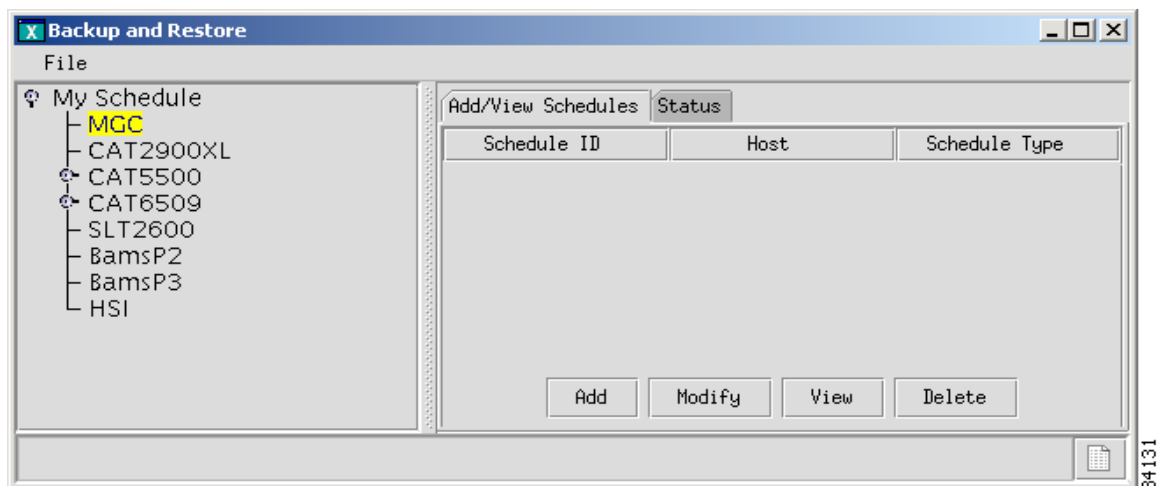 Backup and Restore
File
My Schedule
MGC
CAT2900XL
CAT5500
CAT6509
SLT2600
BamsP2
BamsP3
HSI
Add/View Schedules Status
Schedule ID Host Schedule Type
Add Modify View Delete
84131